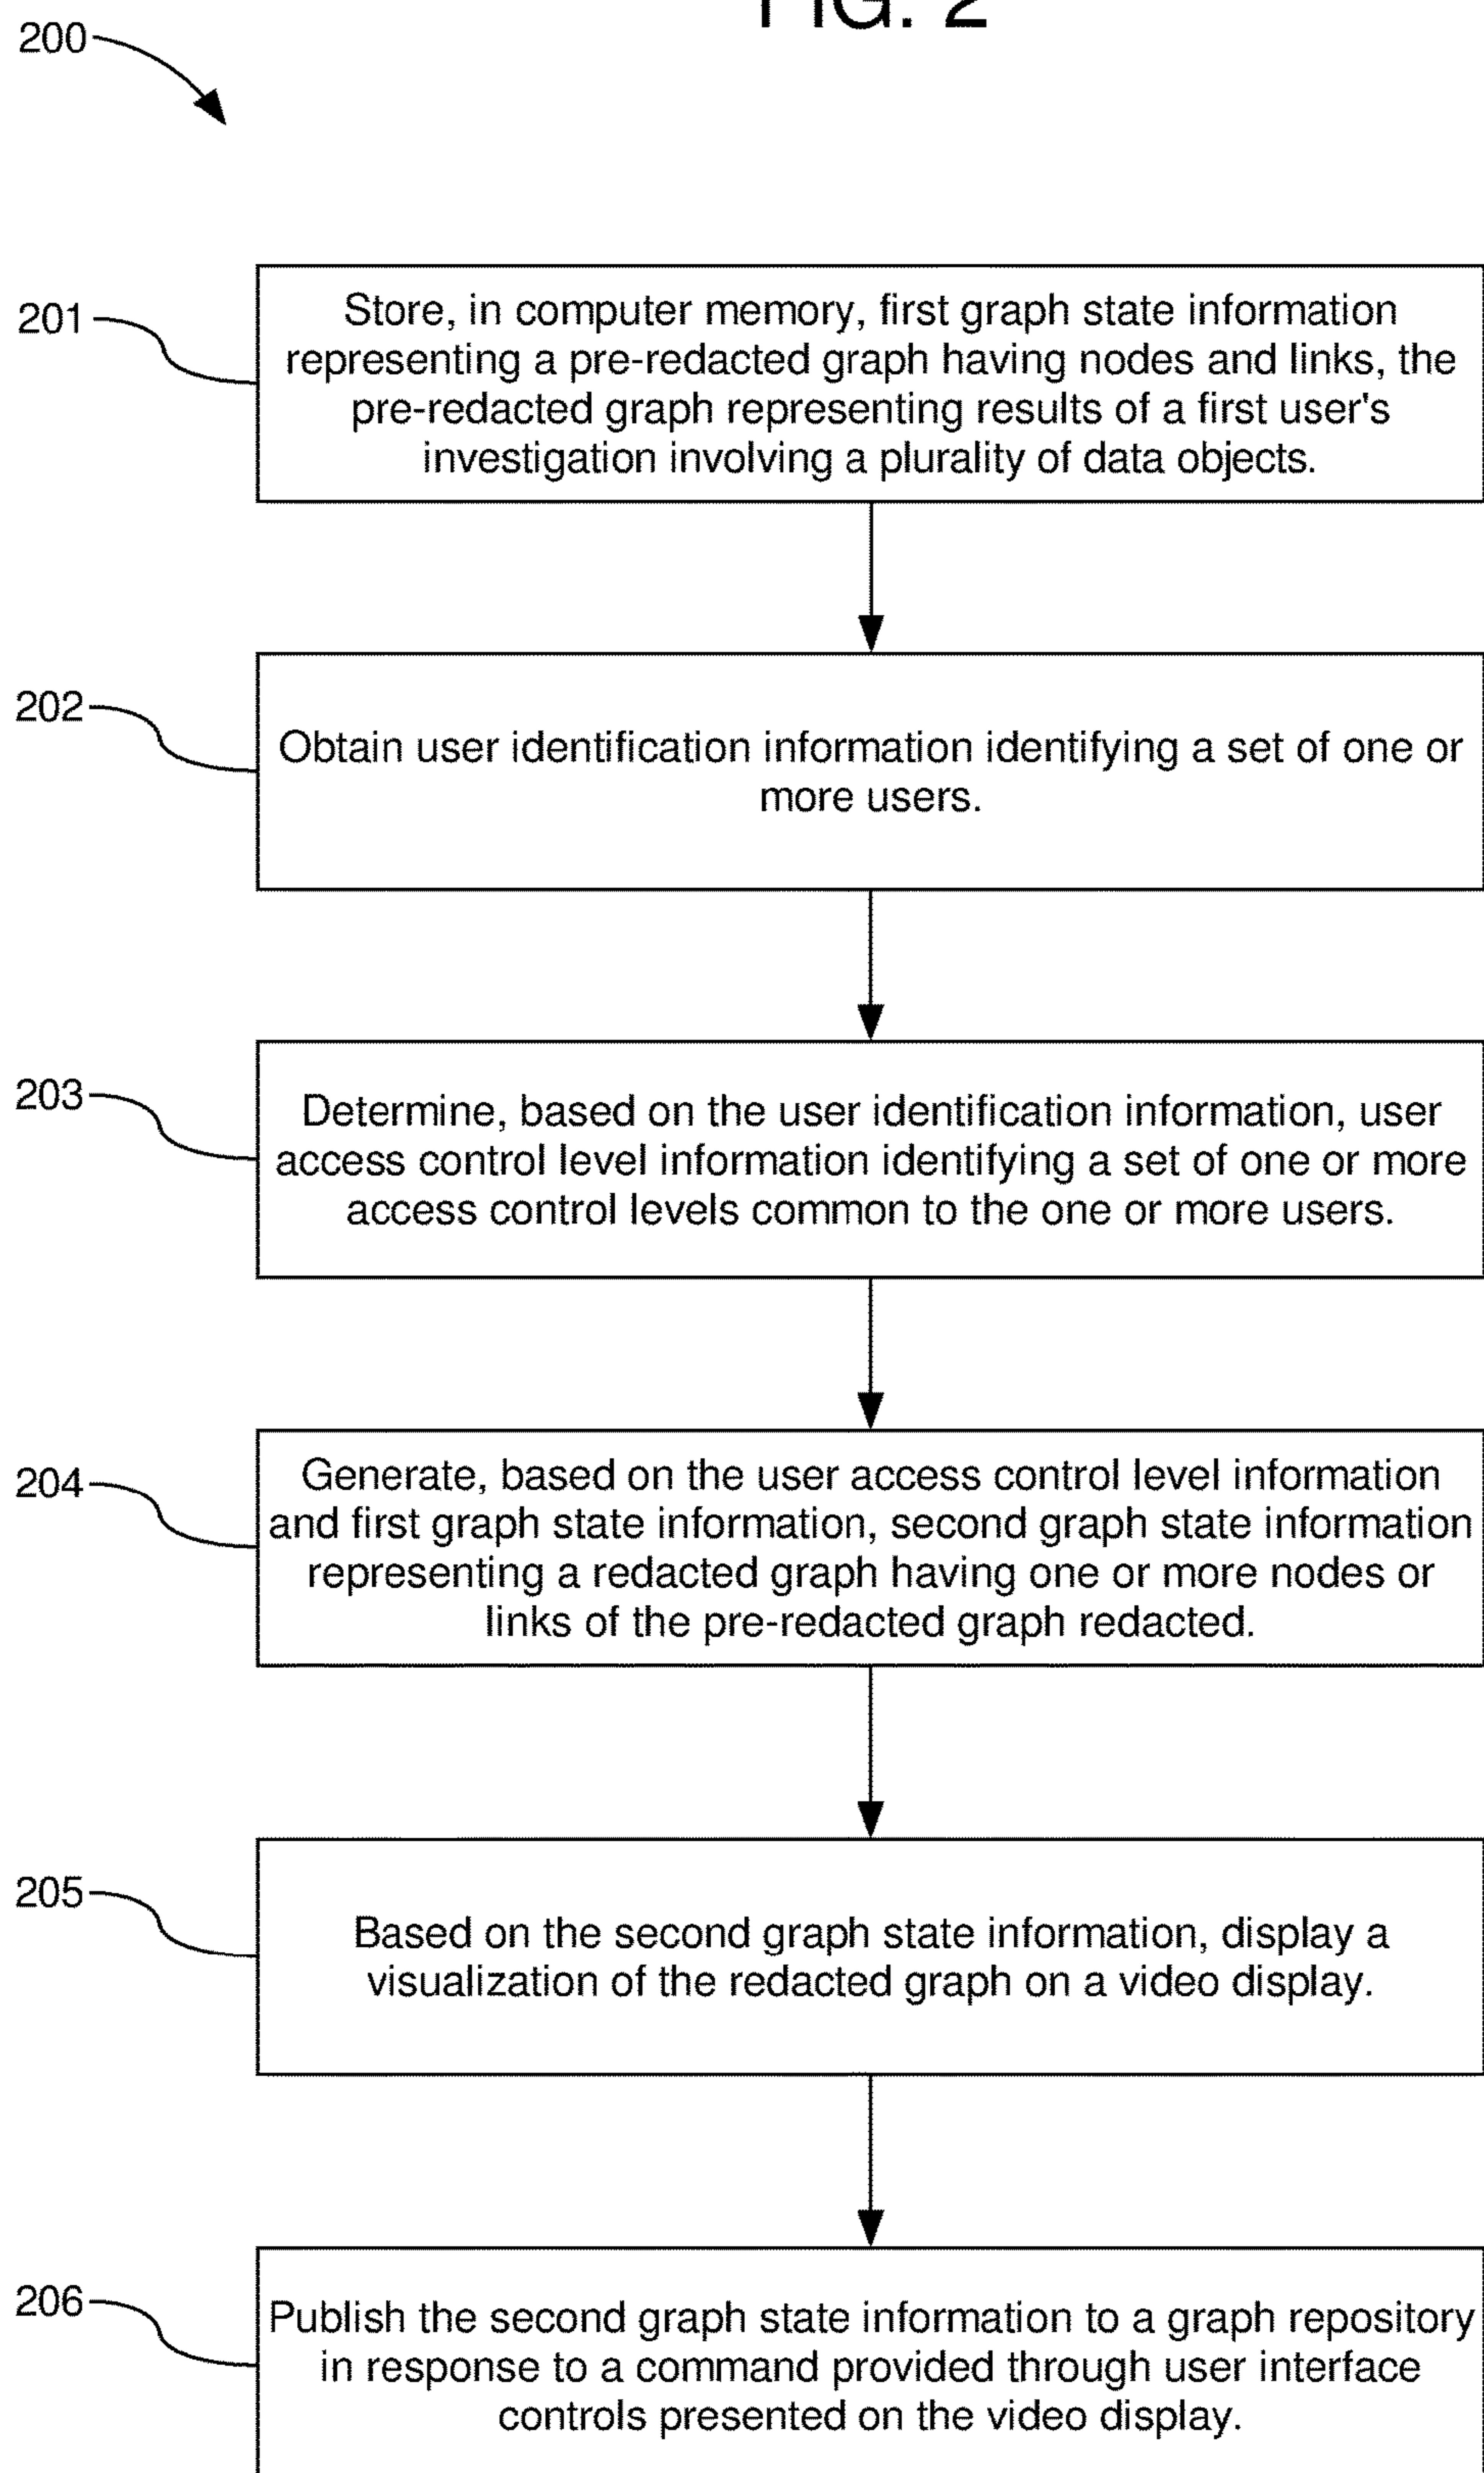 FIG. 2
200
201
Store, in computer memory, first graph state information
representing a pre-redacted graph having nodes and links, the
pre-redacted graph representing results of a first user's
investigation involving a plurality of data objects.
202
Obtain user identification information identifying a set of one or
more users.
203
Determine, based on the user identification information, user
access control level information identifying a set of one or more
access control levels common to the one or more users.
204
Generate, based on the user access control level information
and first graph state information, second graph state information
representing a redacted graph having one or more nodes or
links of the pre-redacted graph redacted.
205
Based on the second graph state information, display a
visualization of the redacted graph on a video display.
206
Publish the second graph state information to a graph repository
in response to a command provided through user interface
controls presented on the video display.